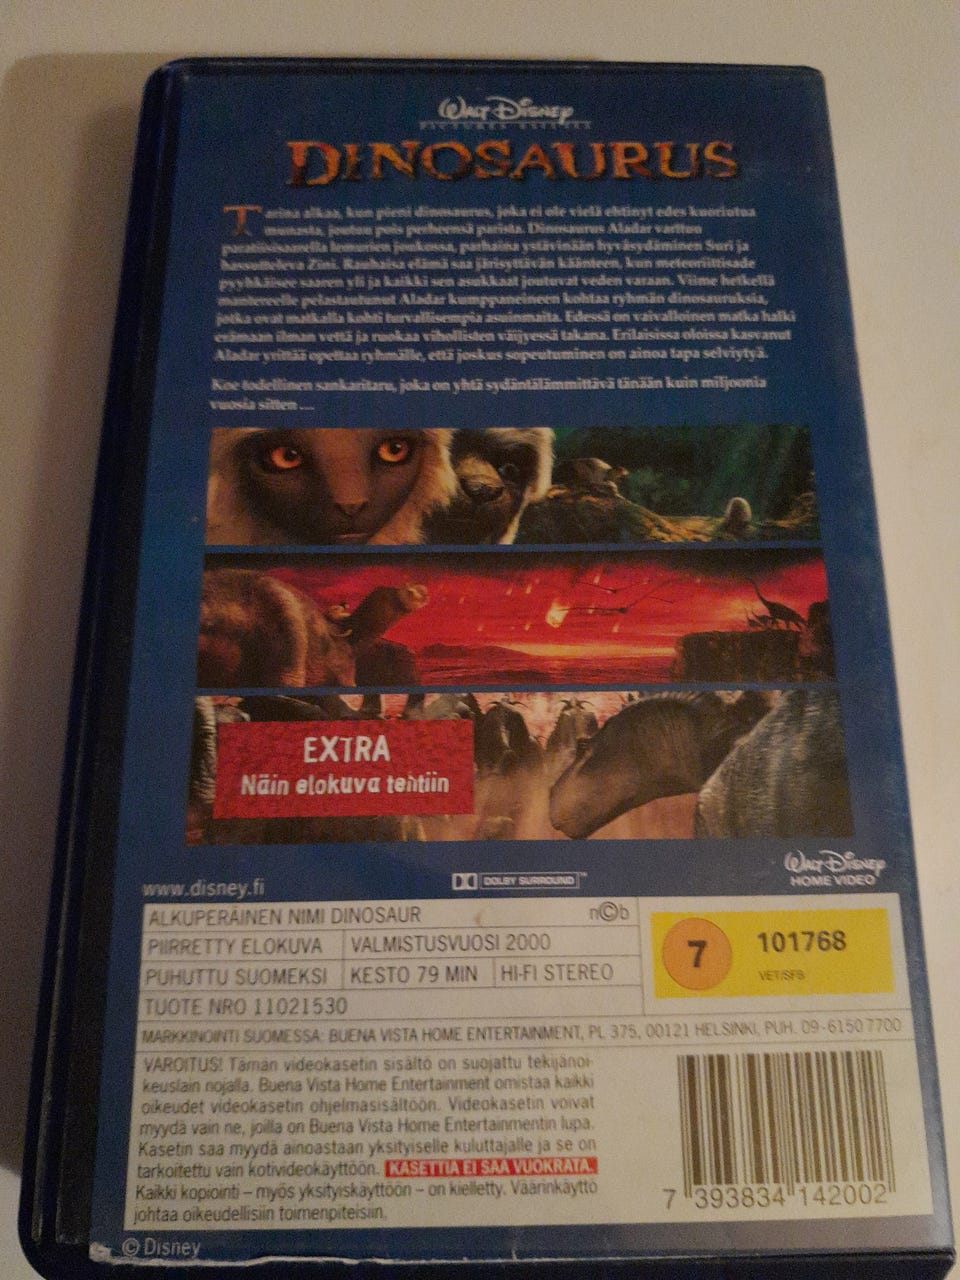 WALT DISNEY
PICTURES ESITTÄÄ
DINOSAURUS
Tarina alkaa, kun pieni dinosaurus, joka ei ole vielä ehtinyt edes kuoriutua
munasta, joutuu pois perheensä parista. Dinosaurus Aladar varttuu
paratiisisaarella lemurien joukossa, parhaina ystävinään hyväsydäminen Suri ja
hassutteleva Zini. Rauhaisa elämä saa järisyttävän käänteen, kun meteoriittisade
pyyhkäisee saaren yli ja kaikki sen asukkaat joutuvat veden varaan. Viime hetkellä
mantereelle pelastautunut Aladar kumppaneineen kohtaa ryhmän dinosauruksia,
jotka ovat matkalla kohti turvallisempia asuinmaita. Edessä on vaivalloinen matka halki
erämaan ilman vettä ja ruokaa vihollisten väijyessä takana. Erilaisissa oloissa kasvanut
Aladar yrittää opettaa ryhmälle, että joskus sopeutuminen on ainoa tapa selviytyä.
Koe todellinen sankaritaru, joka on yhtä sydäntälämmittävä tänään kuin miljoonia
vuosia sitten ...
EXTRA
Näin elokuva tehtiin
www.disney.fi
DOLBY SURROUND™
WALT DISNEY
HOME VIDEO
ALKUPERÄINEN NIMI DINOSAUR n©b
PIIRRETTY ELOKUVA VALMISTUSVUOSI 2000
PUHUTTU SUOMEKSI KESTO 79 MIN HI-FI STEREO
TUOTE NRO 11021530
7 101768
VET/SFB
MARKKINOINTI SUOMESSA: BUENA VISTA HOME ENTERTAINMENT, PL 375, 00121 HELSINKI, PUH. 09-6150 7700
VAROITUS! Tämän videokasetin sisältö on suojattu tekijänoi-
keuslain nojalla. Buena Vista Home Entertainment omistaa kaikki
oikeudet videokasetin ohjelmasisältöön. Videokasetin voivat
myydä vain ne, joilla on Buena Vista Home Entertainmentin lupa.
Kasetin saa myydä ainoastaan yksityiselle kuluttajalle ja se on
tarkoitettu vain kotivideokäyttöön. KASETTIA EI SAA VUOKRATA.
Kaikki kopiointi – myös yksityiskäyttöön – on kielletty. Väärinkäyttö
johtaa oikeudellisiin toimenpiteisiin.
7 393834 142002
© Disney